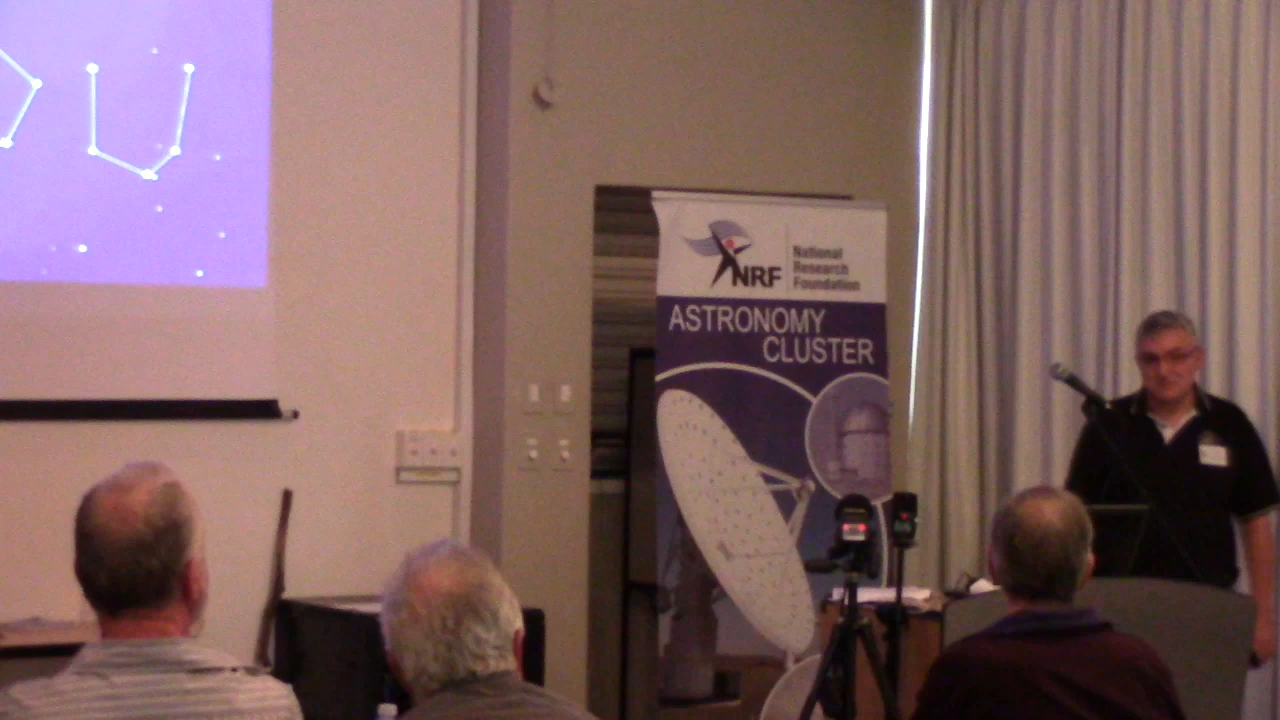 U
NRF
National
Research
Foundation
ASTRONOMY
CLUSTER